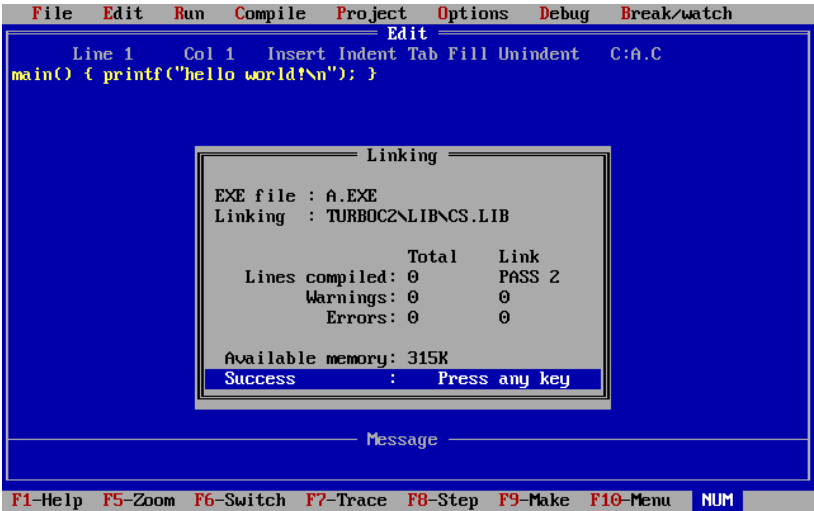 File Edit Run Compile Project Options Debug Break/watch
Edit
Line 1 Col 1 Insert Indent Tab Fill Unindent C:A.C
main() { printf("hello world!\n"); }
Linking
EXE file : A.EXE
Linking : TURBOC2\LIB\CS.LIB
Total Link
Lines compiled: 0 PASS 2
Warnings: 0 0
Errors: 0 0
Available memory: 315K
Success : Press any key
Message
F1-Help F5-Zoom F6-Switch F7-Trace F8-Step F9-Make F10-Menu NUM